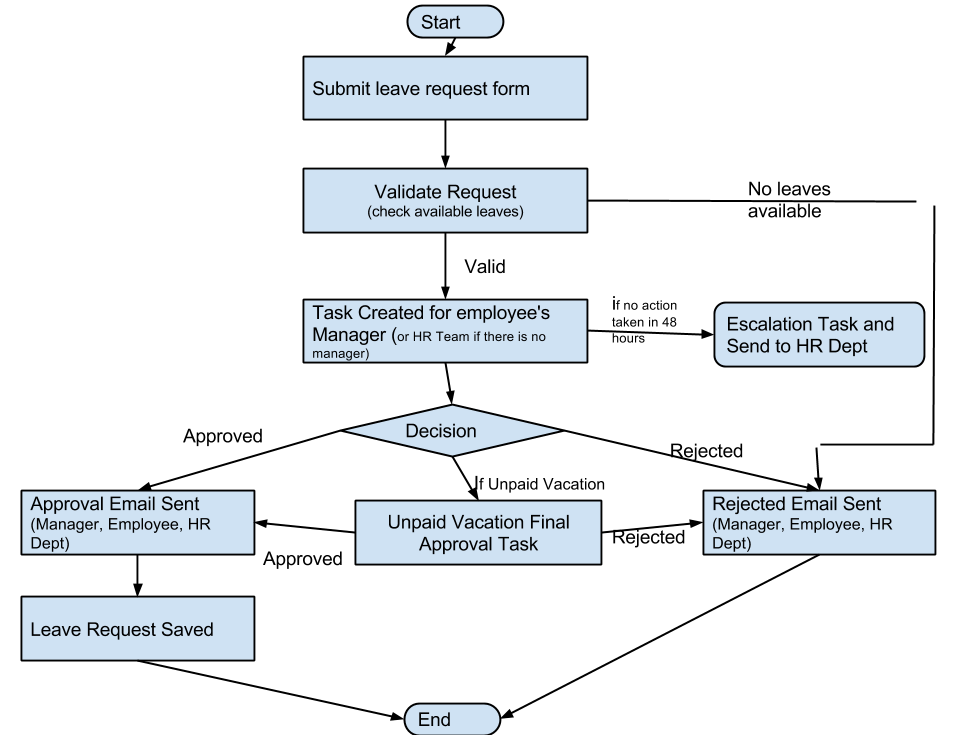 Start
Submit leave request form
Validate Request
(check available leaves)
No leaves
available
Valid
Task Created for employee's
Manager (or HR Team if there is no
manager)
if no action
taken in 48
hours
Escalation Task and
Send to HR Dept
Decision
Approved
Rejected
If Unpaid Vacation
Approval Email Sent
(Manager, Employee, HR
Dept)
Unpaid Vacation Final
Approval Task
Rejected Email Sent
(Manager, Employee, HR
Dept)
Approved
Rejected
Leave Request Saved
End